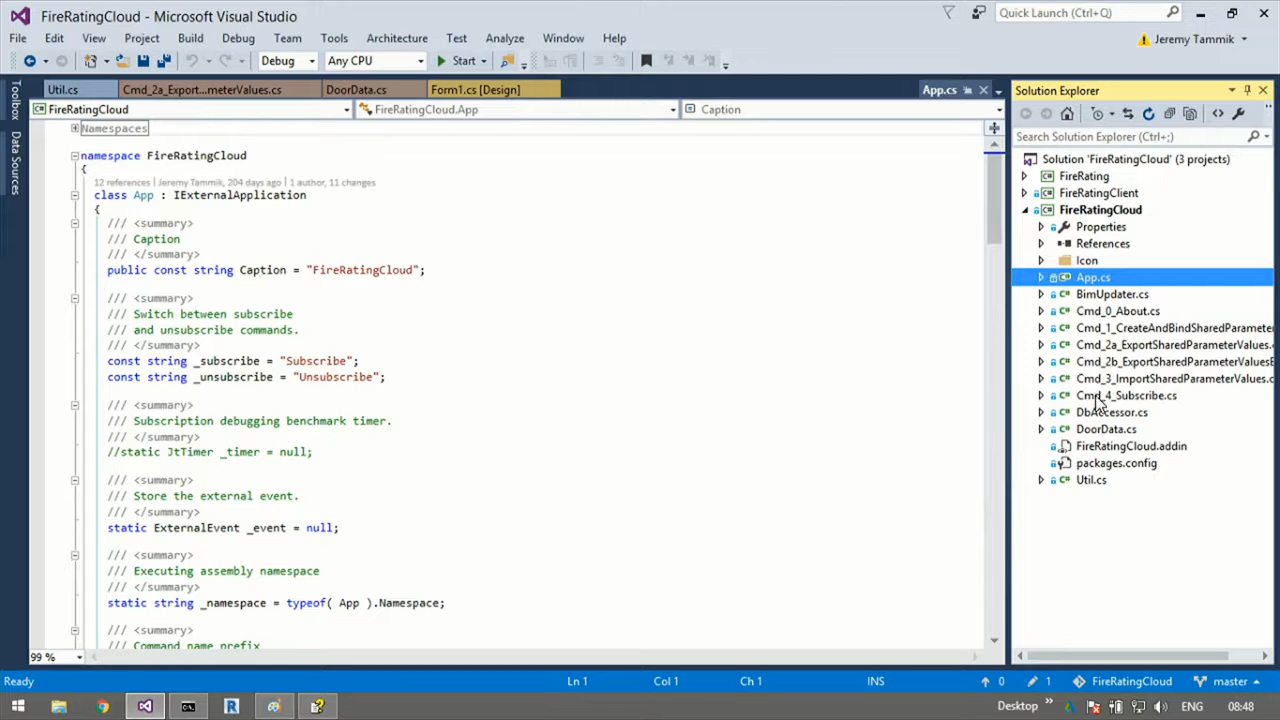 FireRatingCloud - Microsoft Visual Studio
Quick Launch (Ctrl+Q)
File Edit View Project Build Debug Team Tools Architecture Test Analyze Window Help
Jeremy Tammik
Debug Any CPU Start
Util.cs Cmd_2a_Export...meterValues.cs DoorData.cs Form1.cs [Design] App.cs
FireRatingCloud FireRatingCloud.App Caption
Toolbox
Data Sources
Namespaces
namespace FireRatingCloud
{
12 references | Jeremy Tammik, 204 days ago | 1 author, 11 changes
class App : IExternalApplication
{
/// <summary>
/// Caption
/// </summary>
public const string Caption = "FireRatingCloud";
/// <summary>
/// Switch between subscribe
/// and unsubscribe commands.
/// </summary>
const string _subscribe = "Subscribe";
const string _unsubscribe = "Unsubscribe";
/// <summary>
/// Subscription debugging benchmark timer.
/// </summary>
//static JtTimer _timer = null;
/// <summary>
/// Store the external event.
/// </summary>
static ExternalEvent _event = null;
/// <summary>
/// Executing assembly namespace
/// </summary>
static string _namespace = typeof( App ).Namespace;
/// <summary>
/// Command name prefix
99 %
Solution Explorer
Search Solution Explorer (Ctrl+;)
Solution 'FireRatingCloud' (3 projects)
FireRating
FireRatingClient
FireRatingCloud
Properties
References
Icon
App.cs
BimUpdater.cs
Cmd_0_About.cs
Cmd_1_CreateAndBindSharedParameter
Cmd_2a_ExportSharedParameterValues.
Cmd_2b_ExportSharedParameterValuesB
Cmd_3_ImportSharedParameterValues.c
Cmd_4_Subscribe.cs
DbAccessor.cs
DoorData.cs
FireRatingCloud.addin
packages.config
Util.cs
Ready Ln 1 Col 1 Ch 1 INS 0 1 FireRatingCloud master
Desktop ENG 08:48